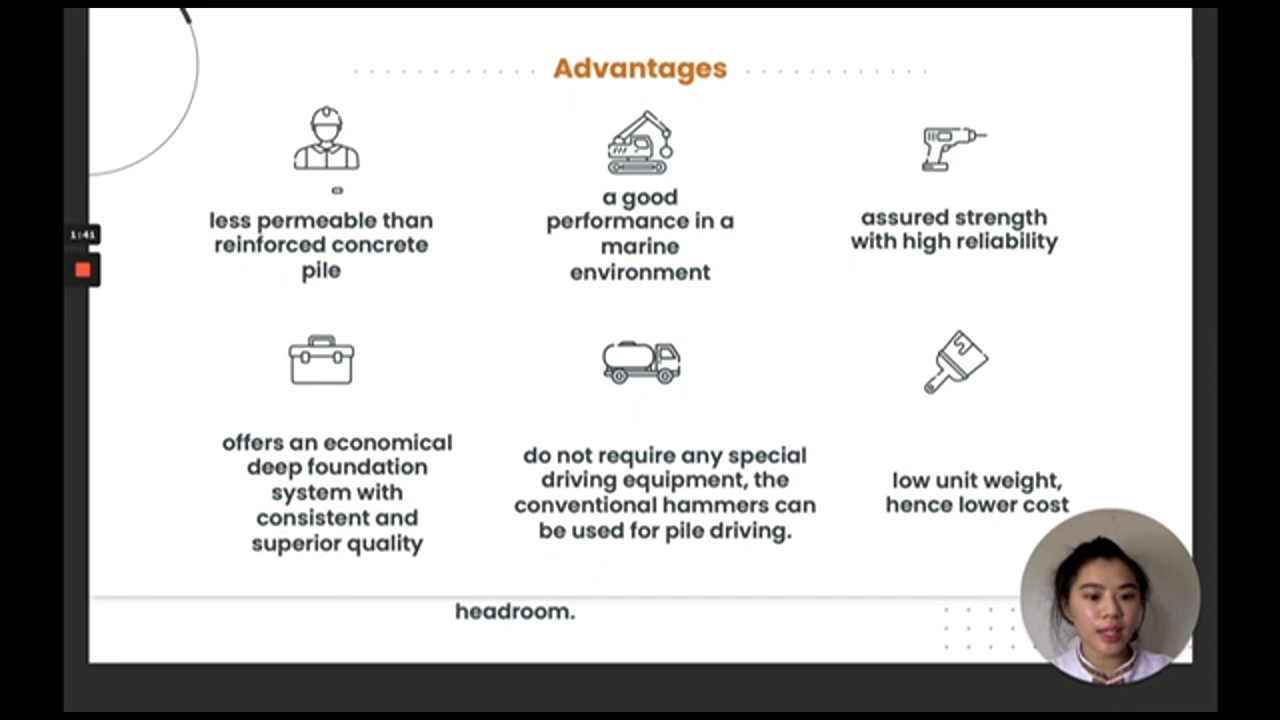 Advantages
less permeable than
reinforced concrete
pile
a good
performance in a
marine
environment
assured strength
with high reliability
1:41
offers an economical
deep foundation
system with
consistent and
superior quality
do not require any special
driving equipment, the
conventional hammers can
be used for pile driving.
low unit weight,
hence lower cost
headroom.